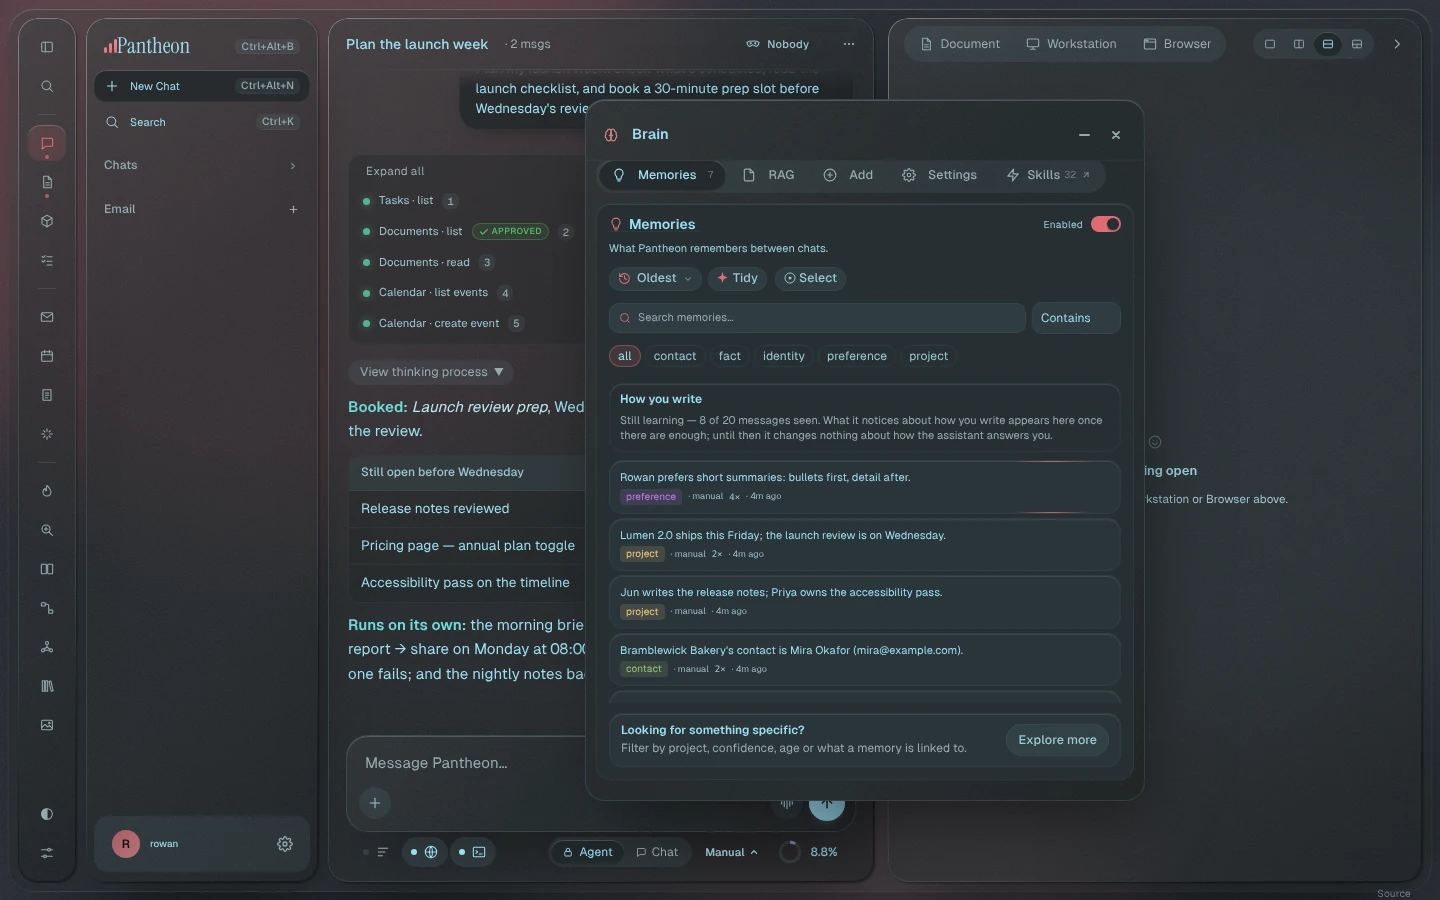 Pantheon
Ctrl+Alt+B
New Chat
Ctrl+Alt+N
Search
Ctrl+K
Chats
Email
rowan
R
Plan the launch week
· 2 msgs
Nobody
launch checklist, and book a 30-minute prep slot before
Wednesday's revie
Expand all
Tasks · list 1
Documents · list APPROVED 2
Documents · read 3
Calendar · list events 4
Calendar · create event 5
View thinking process ▼
Booked: Launch review prep, Wed
the review.
Still open before Wednesday
Release notes reviewed
Pricing page — annual plan toggle
Accessibility pass on the timeline
Runs on its own: the morning brie
report → share on Monday at 08:00
one fails; and the nightly notes ba
Message Pantheon...
Agent
Chat
Manual
8.8%
Brain
Memories 7
RAG
Add
Settings
Skills 32
Memories
Enabled
What Pantheon remembers between chats.
Oldest
Tidy
Select
Search memories...
Contains
all
contact
fact
identity
preference
project
How you write
Still learning — 8 of 20 messages seen. What it notices about how you write appears here once
there are enough; until then it changes nothing about how the assistant answers you.
Rowan prefers short summaries: bullets first, detail after.
preference · manual 4× · 4m ago
Lumen 2.0 ships this Friday; the launch review is on Wednesday.
project · manual 2× · 4m ago
Jun writes the release notes; Priya owns the accessibility pass.
project · manual · 4m ago
Bramblewick Bakery's contact is Mira Okafor (mira@example.com).
contact · manual 2× · 4m ago
Looking for something specific?
Filter by project, confidence, age or what a memory is linked to.
Explore more
Document
Workstation
Browser
ing open
kstation or Browser above.
Source